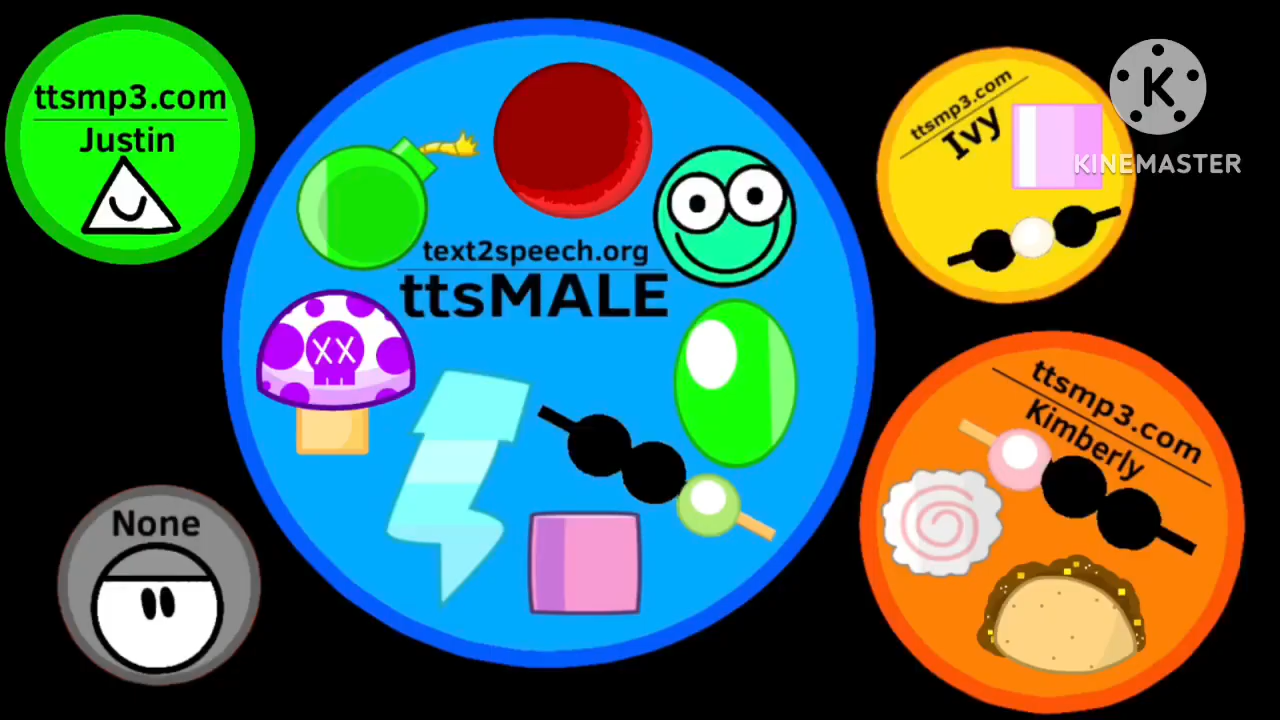 ttsmp3.com
Justin
text2speech.org
ttsMALE
ttsmp3.com
Ivy
K
KINEMASTER
ttsmp3.com
Kimberly
None